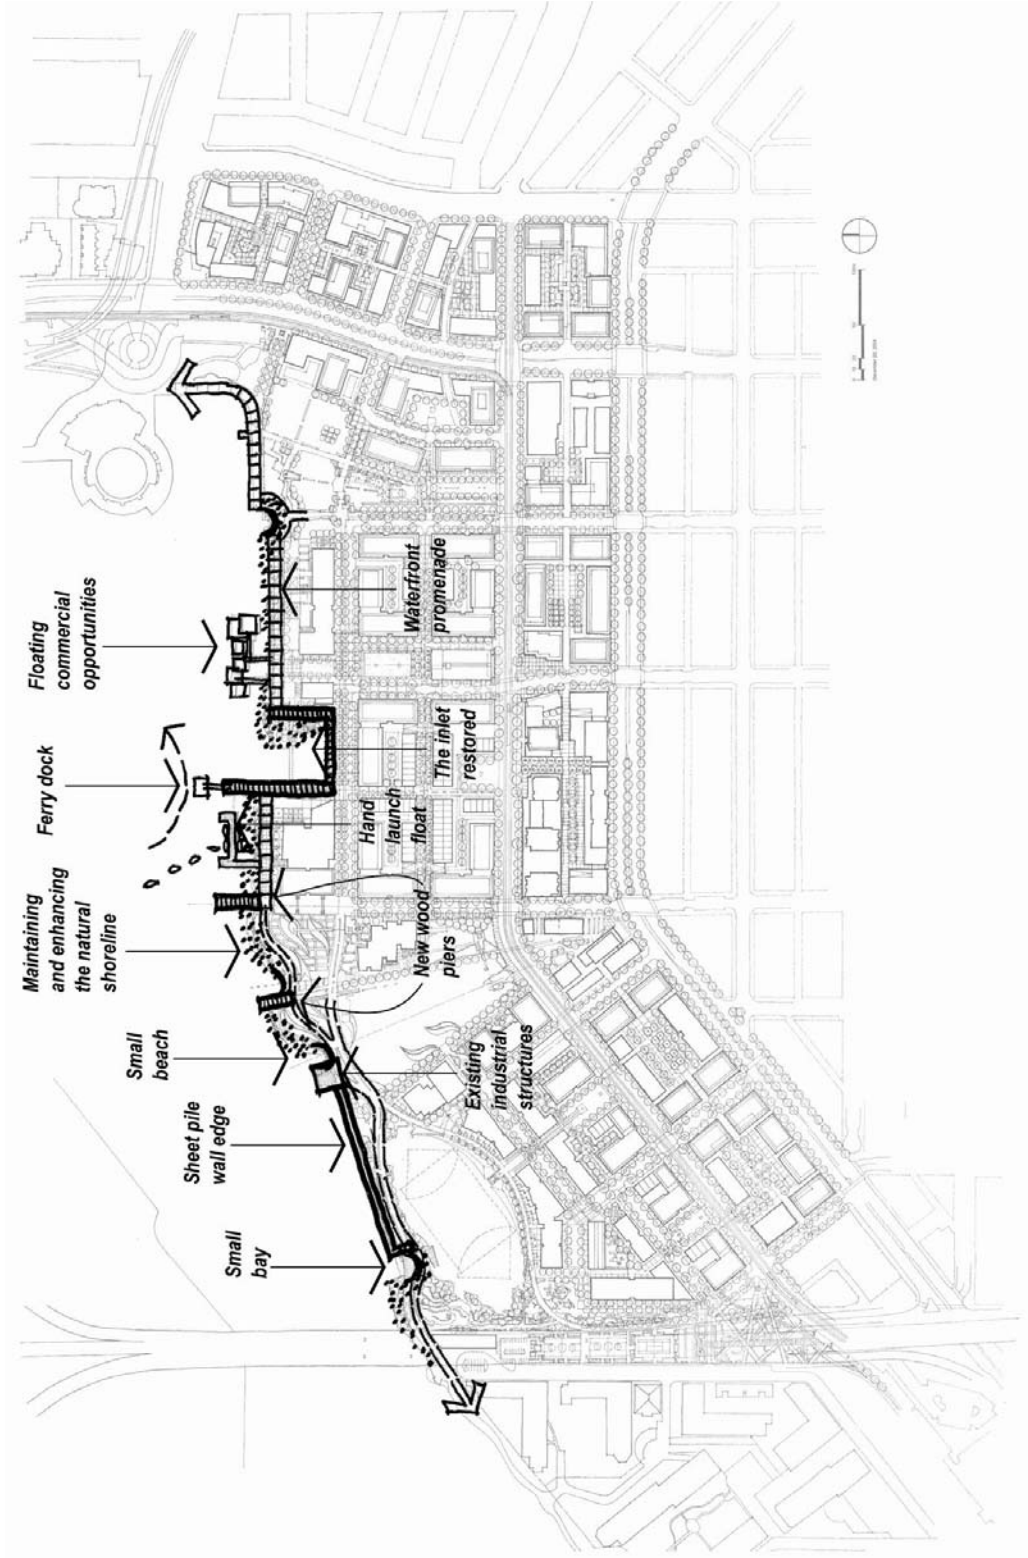 Small
bay
Sheet pile
wall edge
Small
beach
Maintaining
and enhancing
the natural
shoreline
Ferry dock
Floating
commercial
opportunities
Existing
industrial
structures
New wood
piers
Hand
launch
float
The inlet
restored
Waterfront
promenade